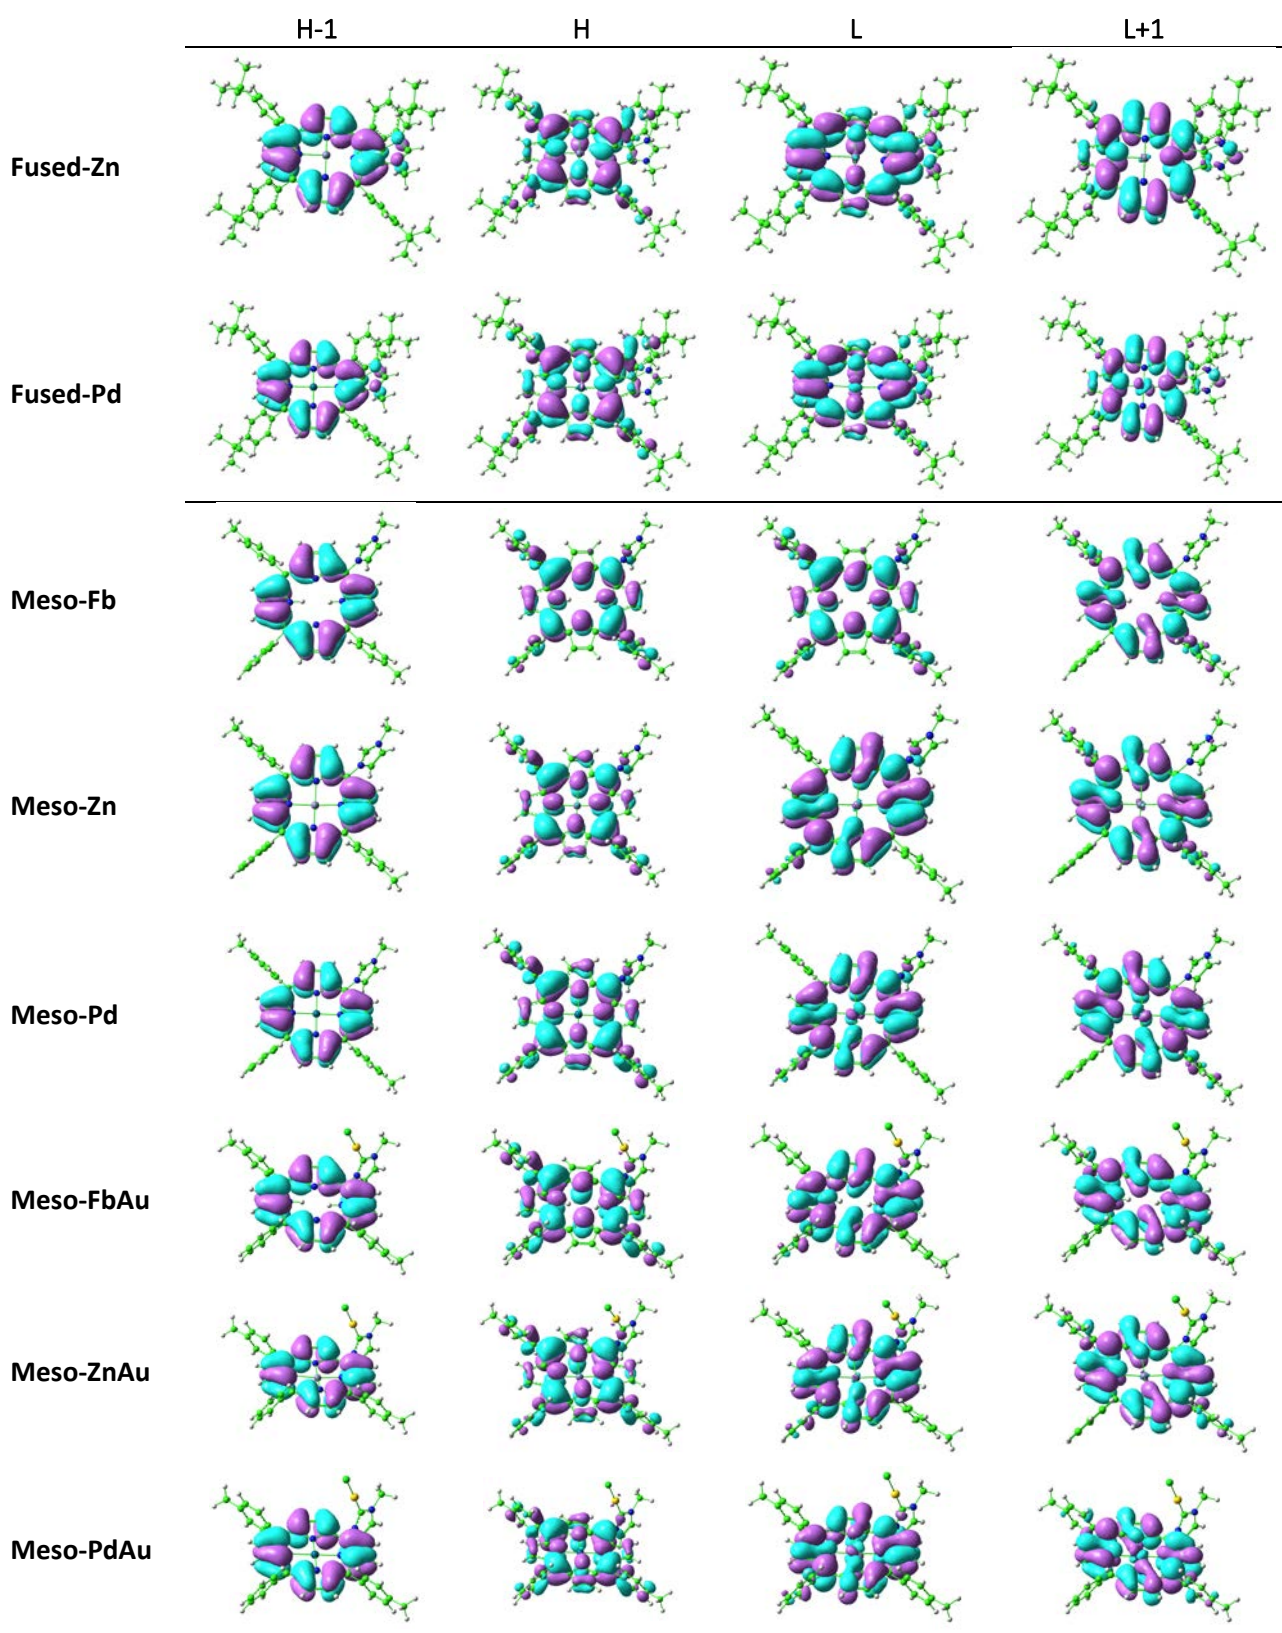 H-1 H L L+1
Fused-Zn
Fused-Pd
Meso-Fb
Meso-Zn
Meso-Pd
Meso-FbAu
Meso-ZnAu
Meso-PdAu